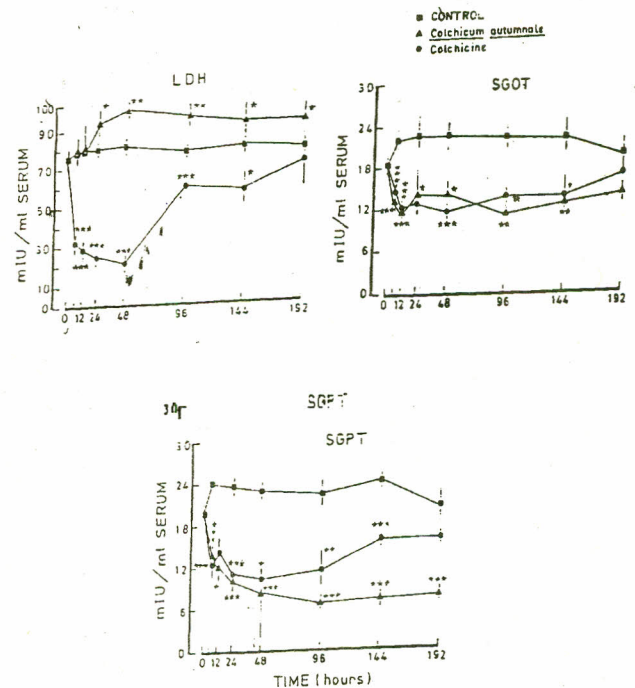 ■ CONTROL
▲ Colchicum autumnale
● Colchicine
LDH
mIU/ml SERUM
100
80
70
50
30
10
0
0 12 24 48 96 144 192
SGOT
mIU/ml SERUM
30
24
18
12
6
0
0 12 24 48 96 144 192
SGPT
SGPT
mIU/ml SERUM
30
24
18
12
6
0
0 12 24 48 96 144 192
TIME (hours)